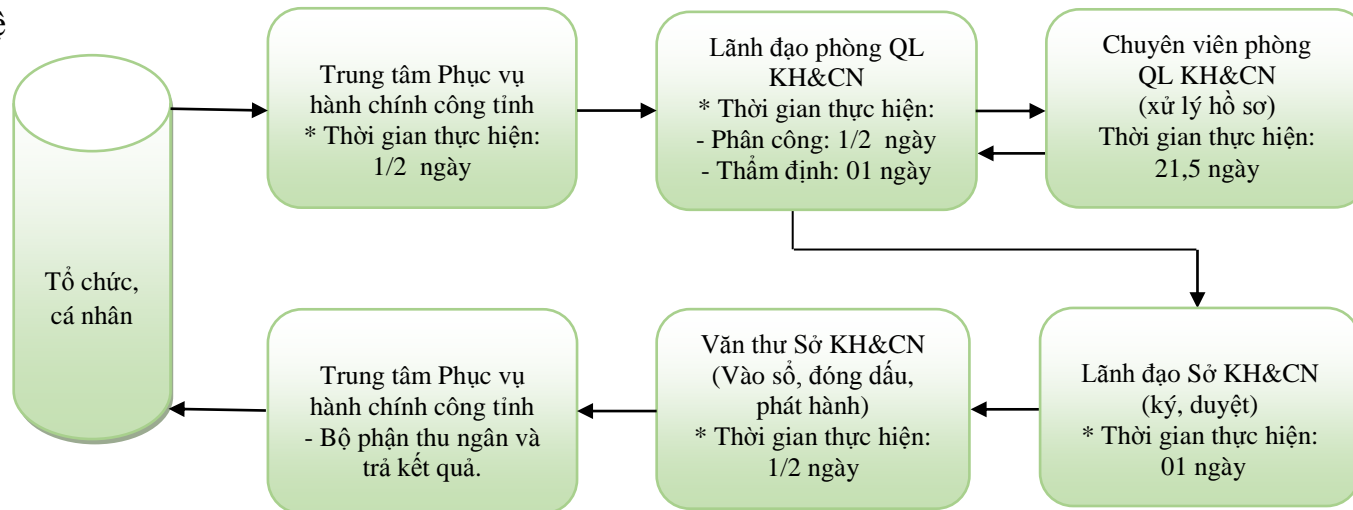 Tổ chức,
cá nhân
Trung tâm Phục vụ
hành chính công tỉnh
* Thời gian thực hiện:
1/2 ngày
Lãnh đạo phòng QL
KH&CN
* Thời gian thực hiện:
- Phân công: 1/2 ngày
- Thẩm định: 01 ngày
Chuyên viên phòng
QL KH&CN
(xử lý hồ sơ)
Thời gian thực hiện:
21,5 ngày
Lãnh đạo Sở KH&CN
(ký, duyệt)
* Thời gian thực hiện:
01 ngày
Văn thư Sở KH&CN
(Vào sổ, đóng dấu,
phát hành)
* Thời gian thực hiện:
1/2 ngày
Trung tâm Phục vụ
hành chính công tỉnh
- Bộ phận thu ngân và
trả kết quả.